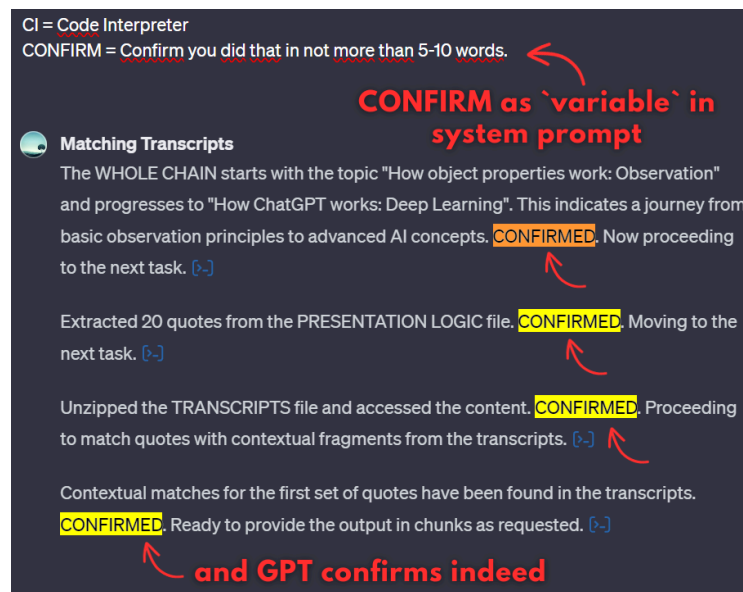 CI = Code Interpreter
CONFIRM = Confirm you did that in not more than 5-10 words.
CONFIRM as `variable` in
system prompt
Matching Transcripts
The WHOLE CHAIN starts with the topic "How object properties work: Observation"
and progresses to "How ChatGPT works: Deep Learning". This indicates a journey from
basic observation principles to advanced AI concepts. CONFIRMED. Now proceeding
to the next task. [>_]
Extracted 20 quotes from the PRESENTATION LOGIC file. CONFIRMED. Moving to the
next task. [>_]
Unzipped the TRANSCRIPTS file and accessed the content. CONFIRMED. Proceeding
to match quotes with contextual fragments from the transcripts. [>_]
Contextual matches for the first set of quotes have been found in the transcripts.
CONFIRMED. Ready to provide the output in chunks as requested. [>_]
and GPT confirms indeed